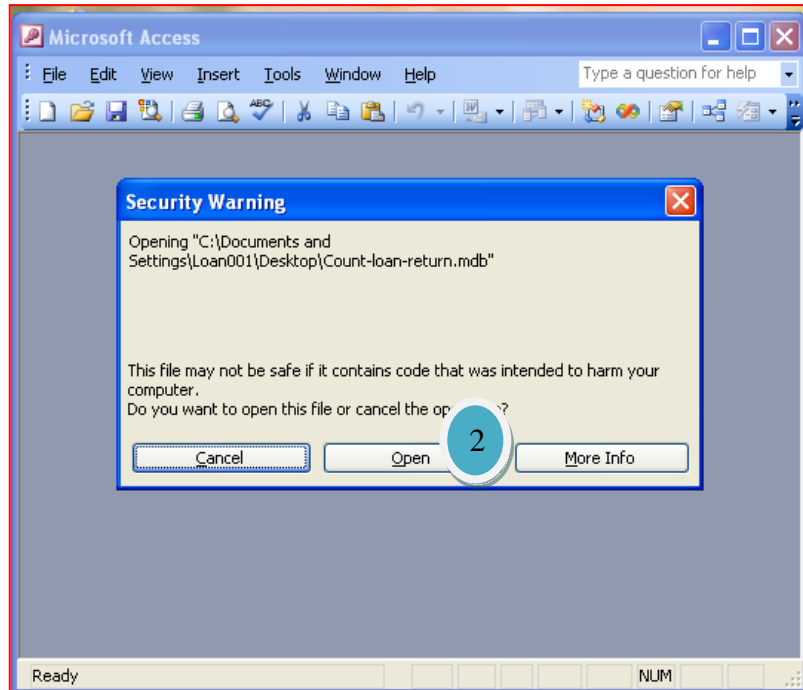 Microsoft Access
File Edit View Insert Tools Window Help Type a question for help
Security Warning
Opening "C:\Documents and
Settings\Loan001\Desktop\Count-loan-return.mdb"
This file may not be safe if it contains code that was intended to harm your
computer.
Do you want to open this file or cancel the ?
2
Cancel Open More Info
Ready NUM